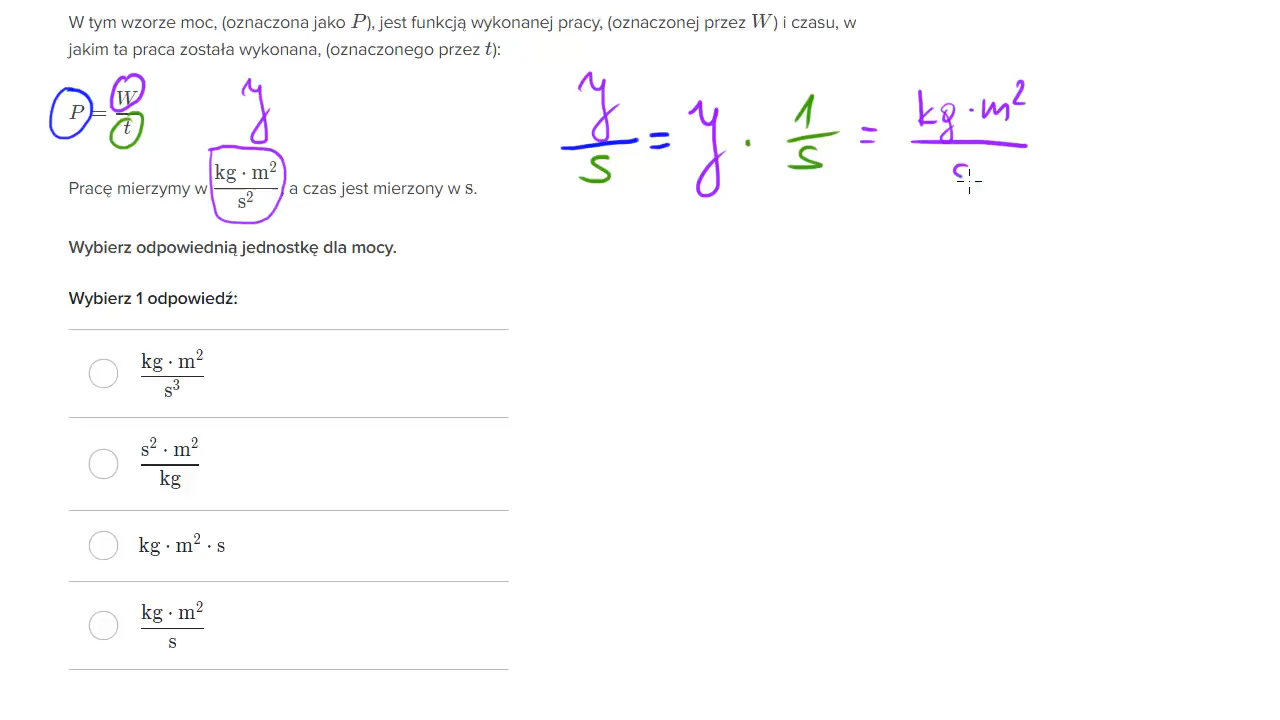 W tym wzorze moc, (oznaczona jako P), jest funkcją wykonanej pracy, (oznaczonej przez W) i czasu, w
jakim ta praca została wykonana, (oznaczonego przez t):
P = W/t
y
y/s = y · 1/s = kg · m²/s
Pracę mierzymy w kg · m²/s², a czas jest mierzony w s.
Wybierz odpowiednią jednostkę dla mocy.
Wybierz 1 odpowiedź:
kg · m²/s³
s² · m²/kg
kg · m² · s
kg · m²/s